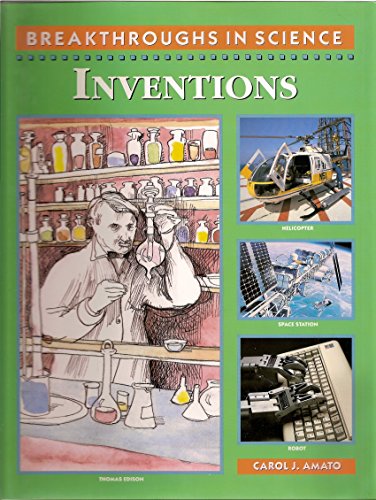 BREAKTHROUGHS IN SCIENCE
INVENTIONS
HELICOPTER
SPACE STATION
ROBOT
CAROL J. AMATO
THOMAS EDISON